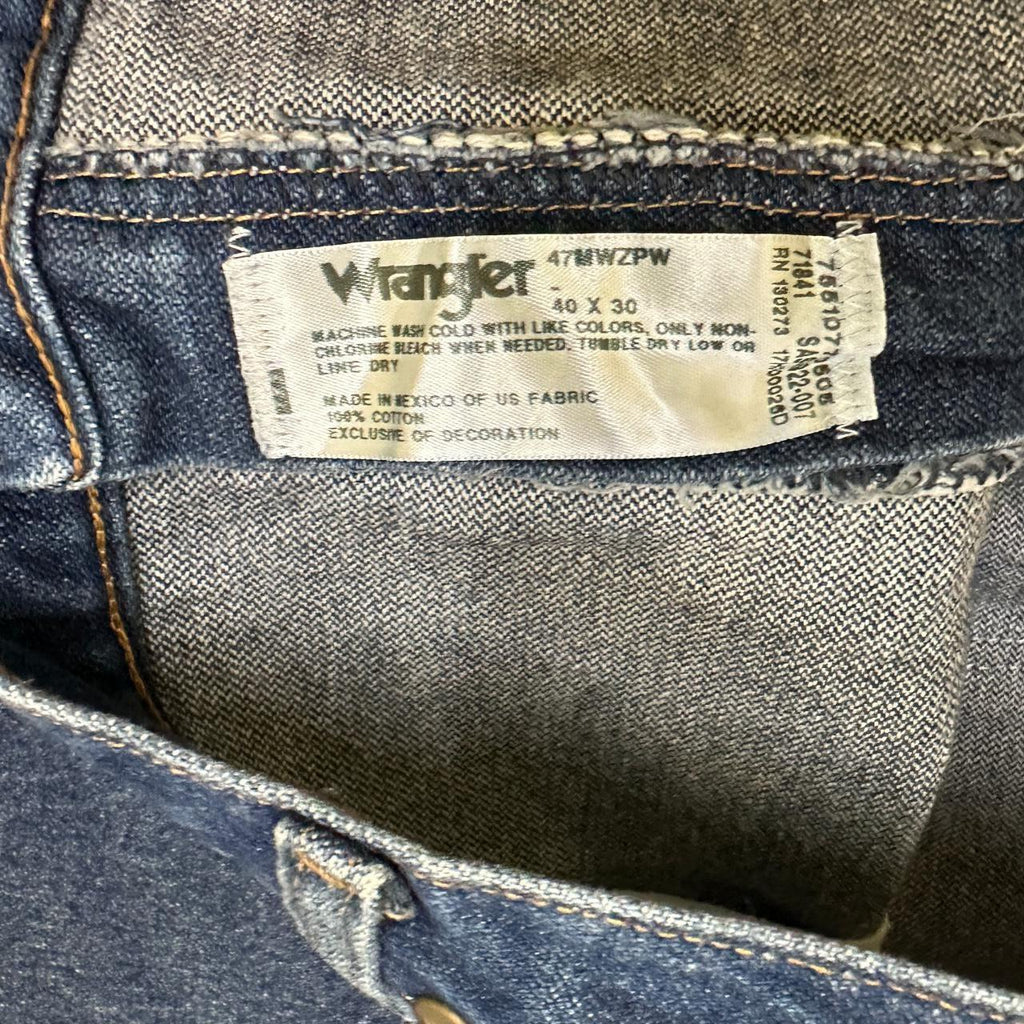 Wrangler 47MWZPW
-
40 X 30
MACHINE WASH COLD WITH LIKE COLORS, ONLY NON-
CHLORINE BLEACH WHEN NEEDED. TUMBLE DRY LOW OR
LINE DRY
MADE IN MEXICO OF US FABRIC
100% COTTON
EXCLUSIVE OF DECORATION
71841
RN 130273